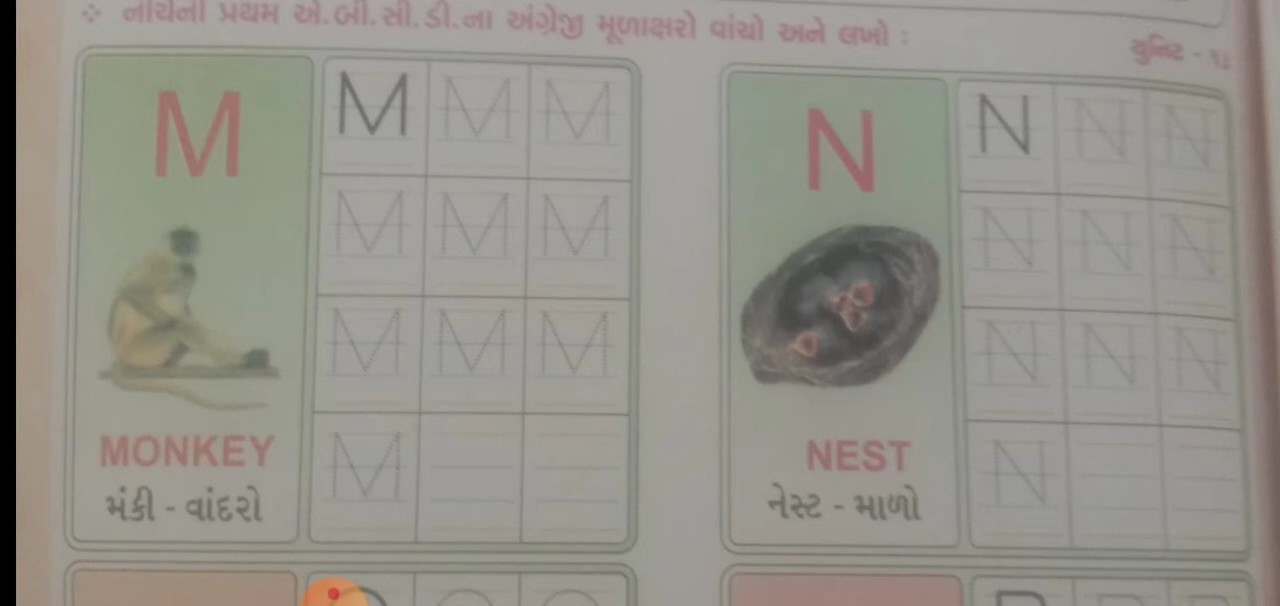 નીચેની પ્રથમ એ.બી.સી.ડી.ના અંગ્રેજી મૂળાક્ષરો વાંચો અને લખો :
યુનિટ -
M
M M M
M M M
M M M
M
MONKEY
મંકી - વાંદરો
N
N N N
N N N
N N N
N
NEST
નેસ્ટ - માળો